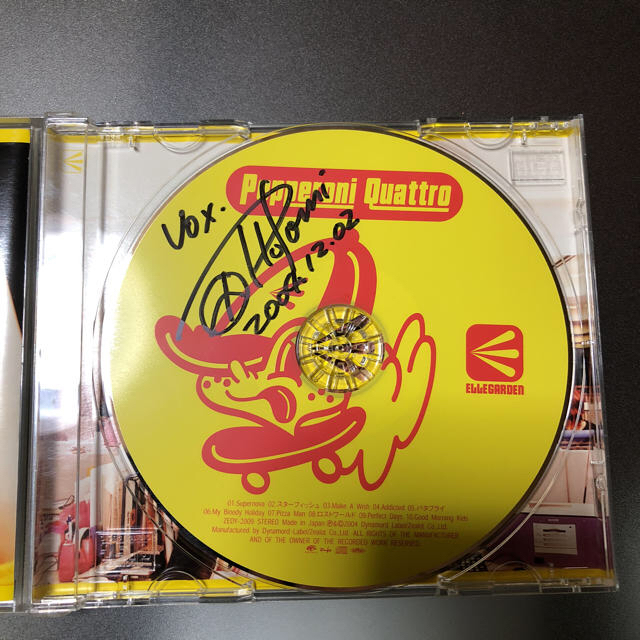 Pepperoni Quattro
Vox.
Hosomi
2004.12.02
ELLEGARDEN
01.Supernova 02.スターフィッシュ 03.Make A Wish 04.Addicted 05.バタフライ
06.My Bloody Holiday 07.Pizza Man 08.ロストワールド 09.Perfect Days 10.Good Morning Kids
ZEDY-2009 STEREO Made in Japan ℗&©2004 Dynamord Label/Zealot Co.,Ltd.
Manufactured by Dynamord Label/Zealot Co.,Ltd. ALL RIGHTS OF THE MANUFACTURER
AND OF THE OWNER OF THE RECORDED WORK RESERVED.